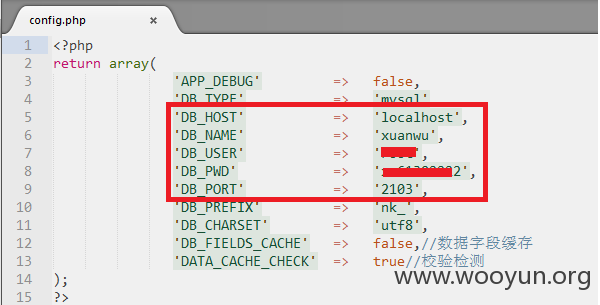 config.php ×
1 <?php
2 return array(
3 'APP_DEBUG' => false,
4 'DB_TYPE' => 'mysql'
5 'DB_HOST' => 'localhost',
6 'DB_NAME' => 'xuanwu',
7 'DB_USER' => ',
8 'DB_PWD' => 2',
9 'DB_PORT' => '2103',
10 'DB_PREFIX' => 'nk_',
11 'DB_CHARSET' => 'utf8',
12 'DB_FIELDS_CACHE' => false,//数据字段缓存
13 'DATA_CACHE_CHECK' => true//校验检测
14 );
15 ?>
www.wooyun.org